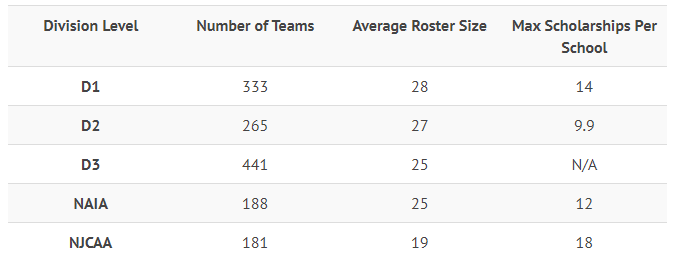 Division Level Number of Teams Average Roster Size Max Scholarships Per School
D1 333 28 14
D2 265 27 9.9
D3 441 25 N/A
NAIA 188 25 12
NJCAA 181 19 18